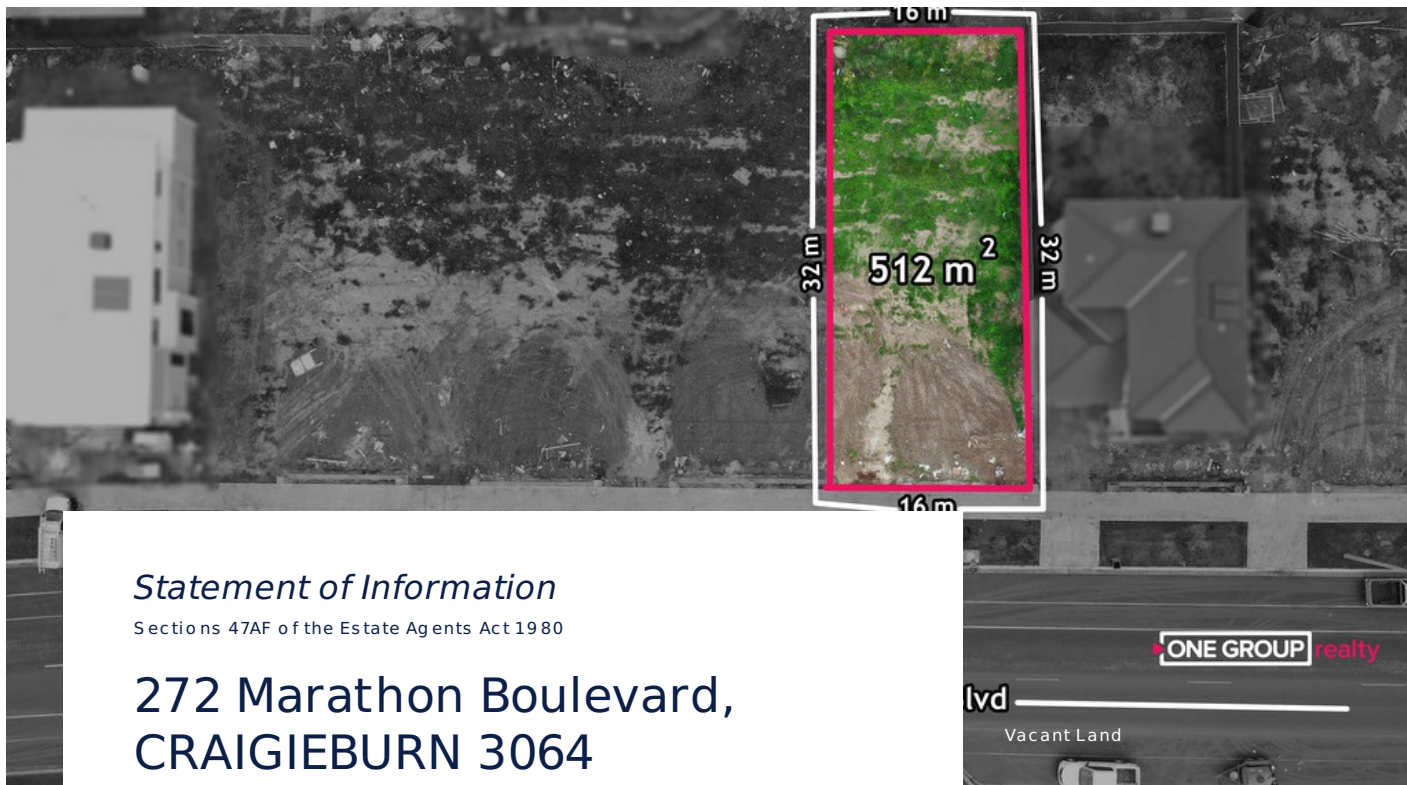 16 m
32 m
512 m²
32 m
16 m
Statement of Information
Sections 47AF of the Estate Agents Act 1980
272 Marathon Boulevard,
CRAIGIEBURN 3064
ONE GROUP realty
lvd
Vacant Land